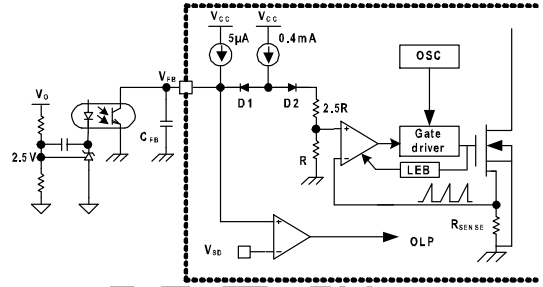 VCC VCC
5µA 0.4mA
OSC
VFB
D1 D2
2.5R
VO
CFB
R
Gate driver
LEB
2.5 V
RSENSE
VSD
OLP
+
-
+
-